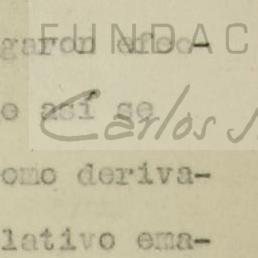 FUNDAC
garon efec-
o así se
Carlos J.
omo deriva-
lativo ema-